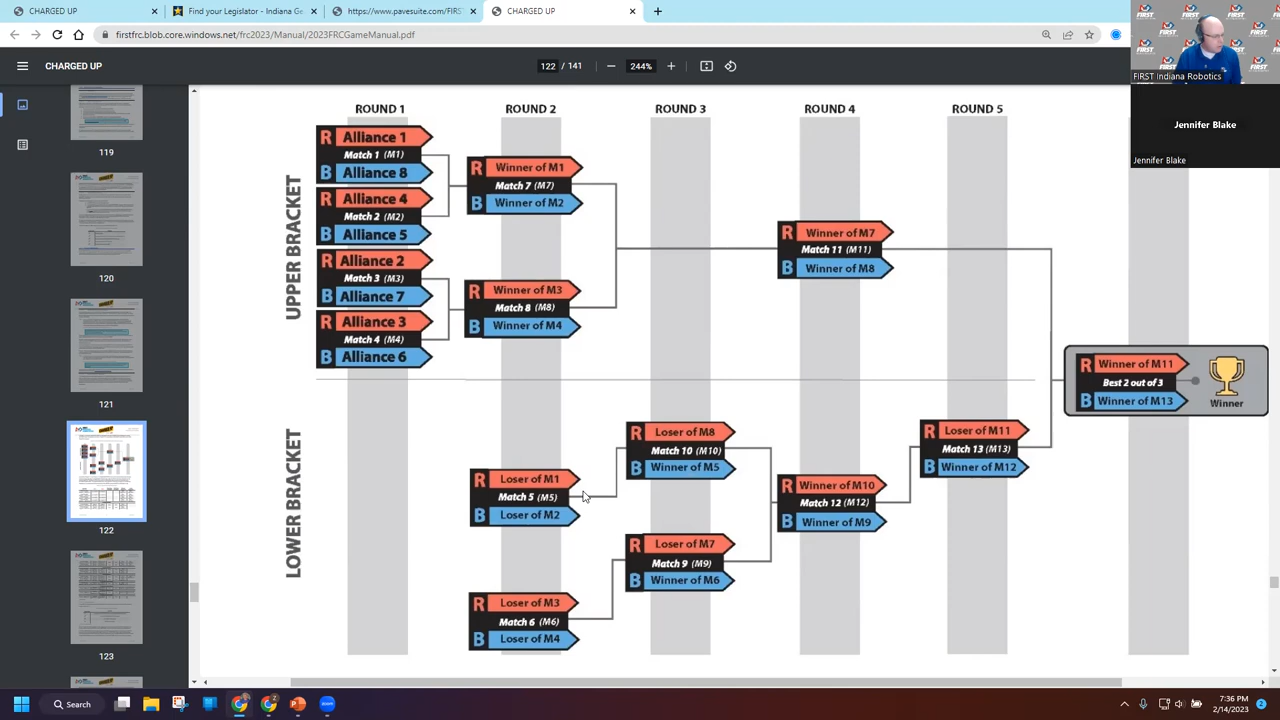 CHARGED UP
Find your Legislator - Indiana Ge
https://www.pavesuite.com/FIRS
CHARGED UP
firstfrc.blob.core.windows.net/frc2023/Manual/2023FRCGameManual.pdf
CHARGED UP
122 / 141
244%
FIRST Indiana Robotics
Jennifer Blake
Jennifer Blake
119
120
121
122
123
ROUND 1
ROUND 2
ROUND 3
ROUND 4
ROUND 5
UPPER BRACKET
R Alliance 1
Match 1 (M1)
B Alliance 8
R Alliance 4
Match 2 (M2)
B Alliance 5
R Alliance 2
Match 3 (M3)
B Alliance 7
R Alliance 3
Match 4 (M4)
B Alliance 6
R Winner of M1
Match 7 (M7)
B Winner of M2
R Winner of M3
Match 8 (M8)
B Winner of M4
R Winner of M7
Match 11 (M11)
B Winner of M8
R Winner of M11
Best 2 out of 3
B Winner of M13
Winner
LOWER BRACKET
R Loser of M1
Match 5 (M5)
B Loser of M2
R Loser of M3
Match 6 (M6)
B Loser of M4
R Loser of M8
Match 10 (M10)
B Winner of M5
R Loser of M7
Match 9 (M9)
B Winner of M6
R Winner of M10
Match 12 (M12)
B Winner of M9
R Loser of M11
Match 13 (M13)
B Winner of M12
Search
7:36 PM
2/14/2023